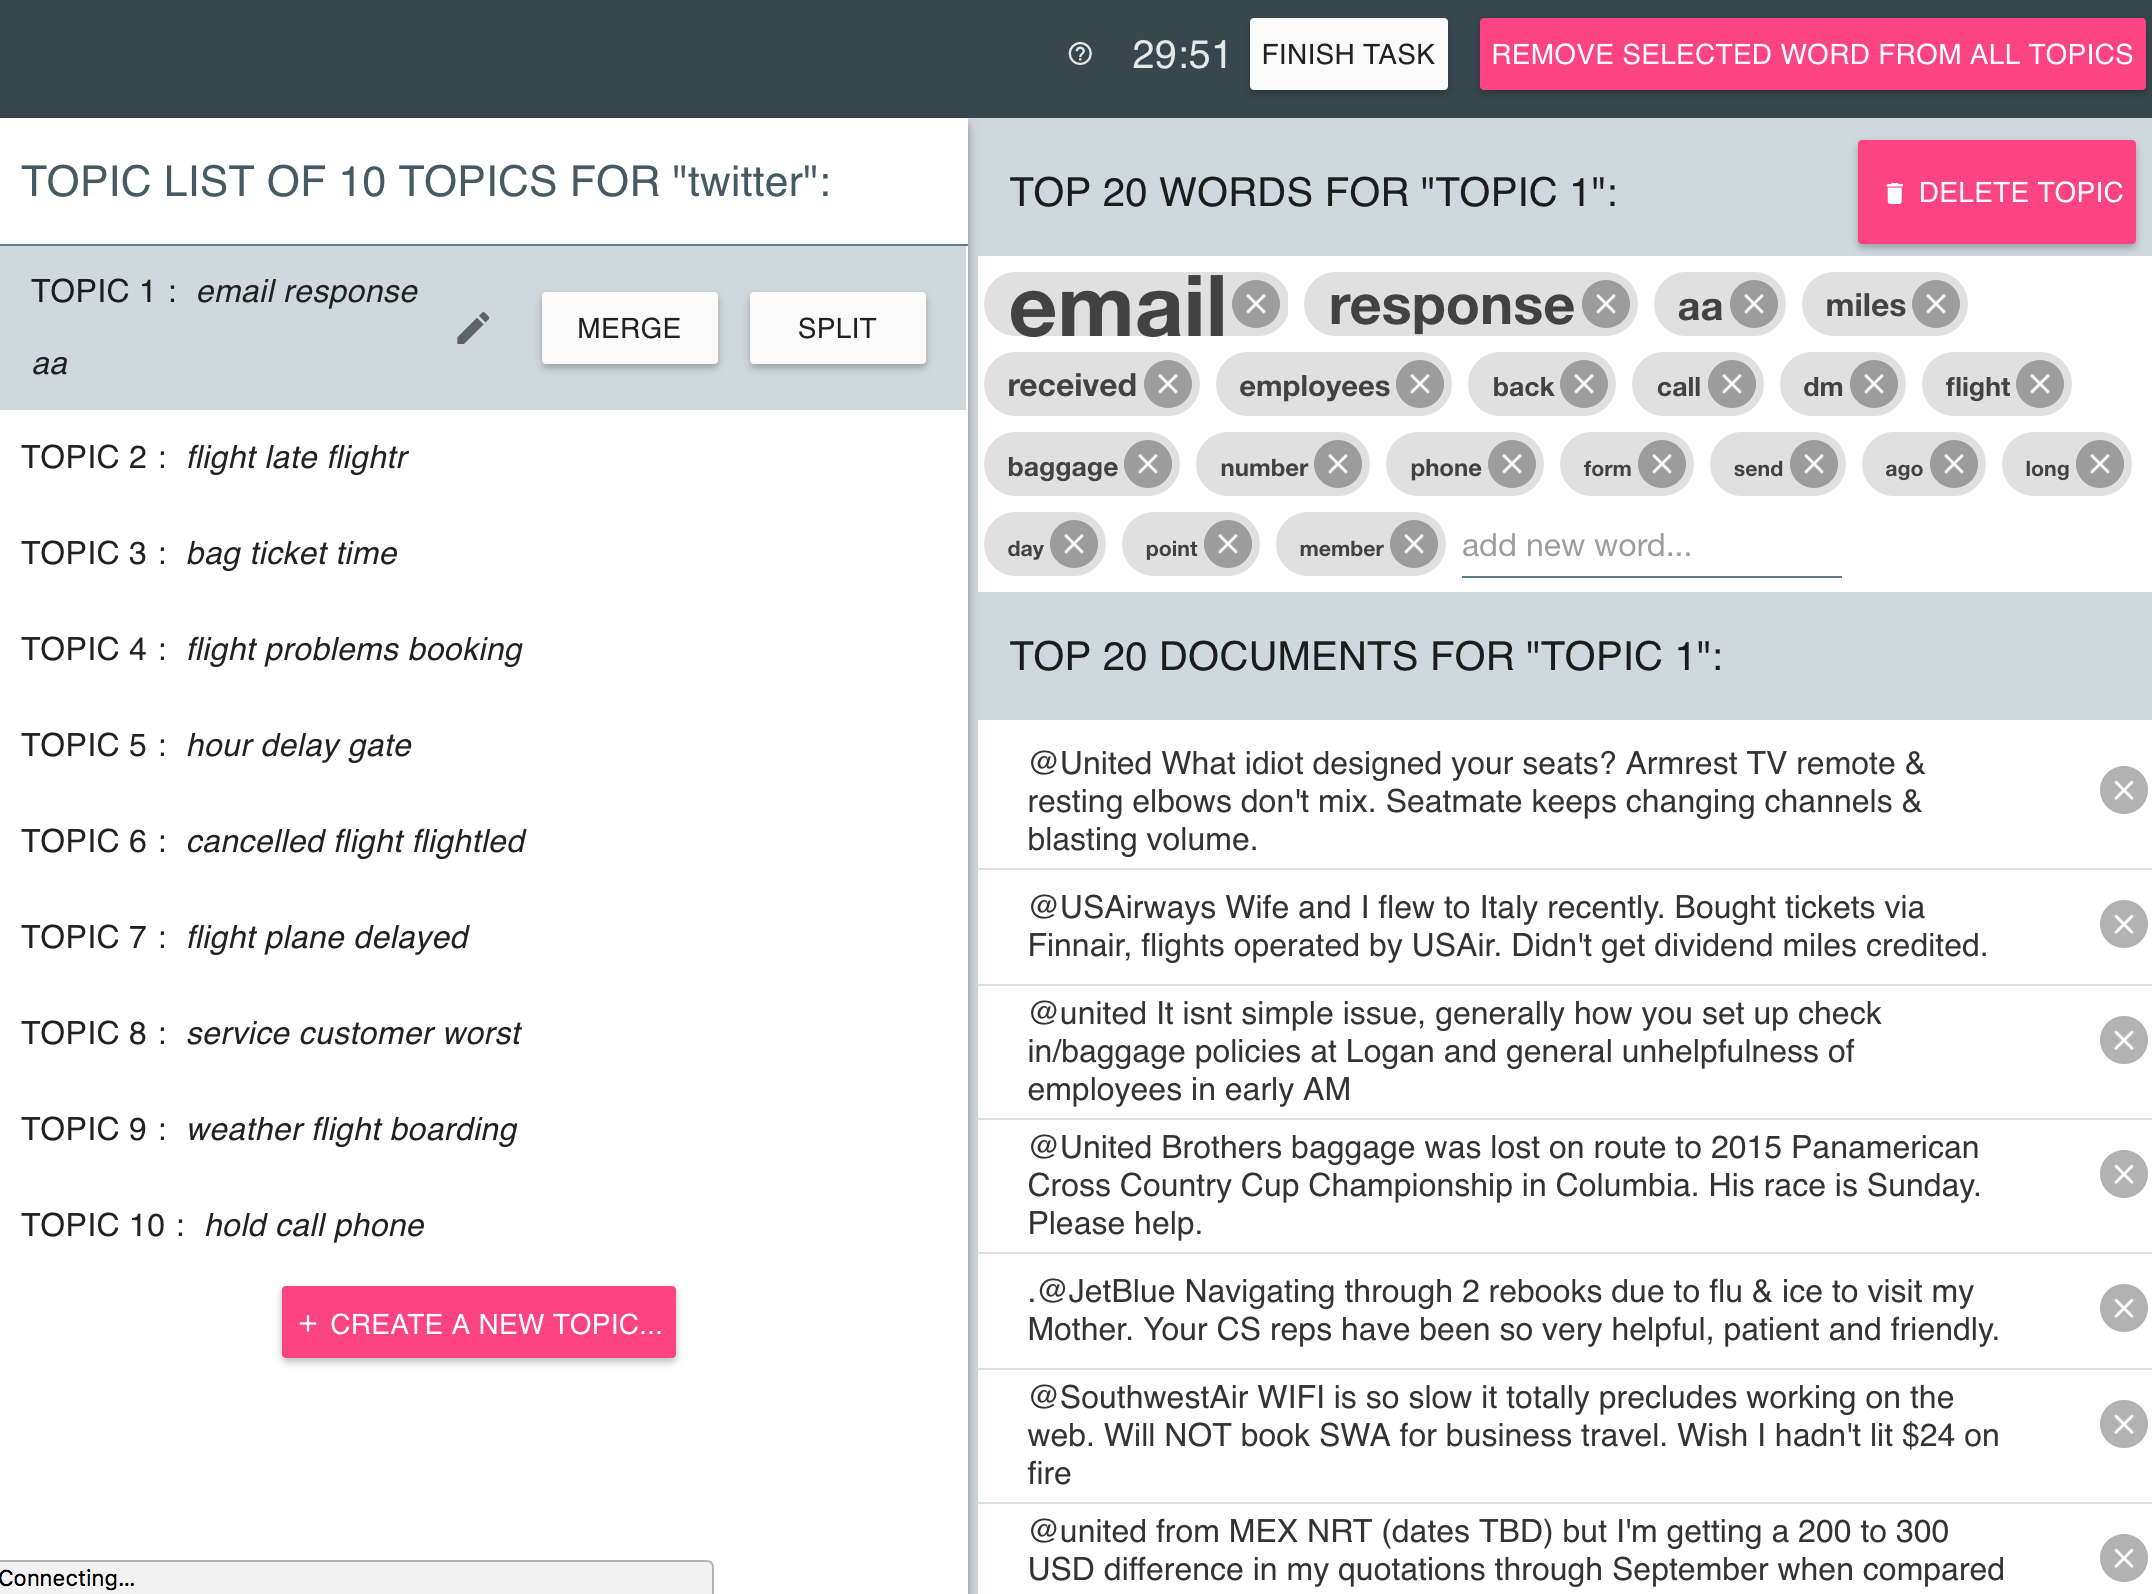 29:51 FINISH TASK REMOVE SELECTED WORD FROM ALL TOPICS
TOPIC LIST OF 10 TOPICS FOR "twitter":
TOPIC 1 : email response
aa
MERGE SPLIT
TOPIC 2 : flight late flightr
TOPIC 3 : bag ticket time
TOPIC 4 : flight problems booking
TOPIC 5 : hour delay gate
TOPIC 6 : cancelled flight flightled
TOPIC 7 : flight plane delayed
TOPIC 8 : service customer worst
TOPIC 9 : weather flight boarding
TOPIC 10 : hold call phone
+ CREATE A NEW TOPIC...
Connecting...
TOP 20 WORDS FOR "TOPIC 1":
DELETE TOPIC
email response aa miles
received employees back call dm flight
baggage number phone form send ago long
day point member add new word...
TOP 20 DOCUMENTS FOR "TOPIC 1":
@United What idiot designed your seats? Armrest TV remote &
resting elbows don't mix. Seatmate keeps changing channels &
blasting volume.
@USAirways Wife and I flew to Italy recently. Bought tickets via
Finnair, flights operated by USAir. Didn't get dividend miles credited.
@united It isnt simple issue, generally how you set up check
in/baggage policies at Logan and general unhelpfulness of
employees in early AM
@United Brothers baggage was lost on route to 2015 Panamerican
Cross Country Cup Championship in Columbia. His race is Sunday.
Please help.
.@JetBlue Navigating through 2 rebooks due to flu & ice to visit my
Mother. Your CS reps have been so very helpful, patient and friendly.
@SouthwestAir WIFI is so slow it totally precludes working on the
web. Will NOT book SWA for business travel. Wish I hadn't lit $24 on
fire
@united from MEX NRT (dates TBD) but I'm getting a 200 to 300
USD difference in my quotations through September when compared